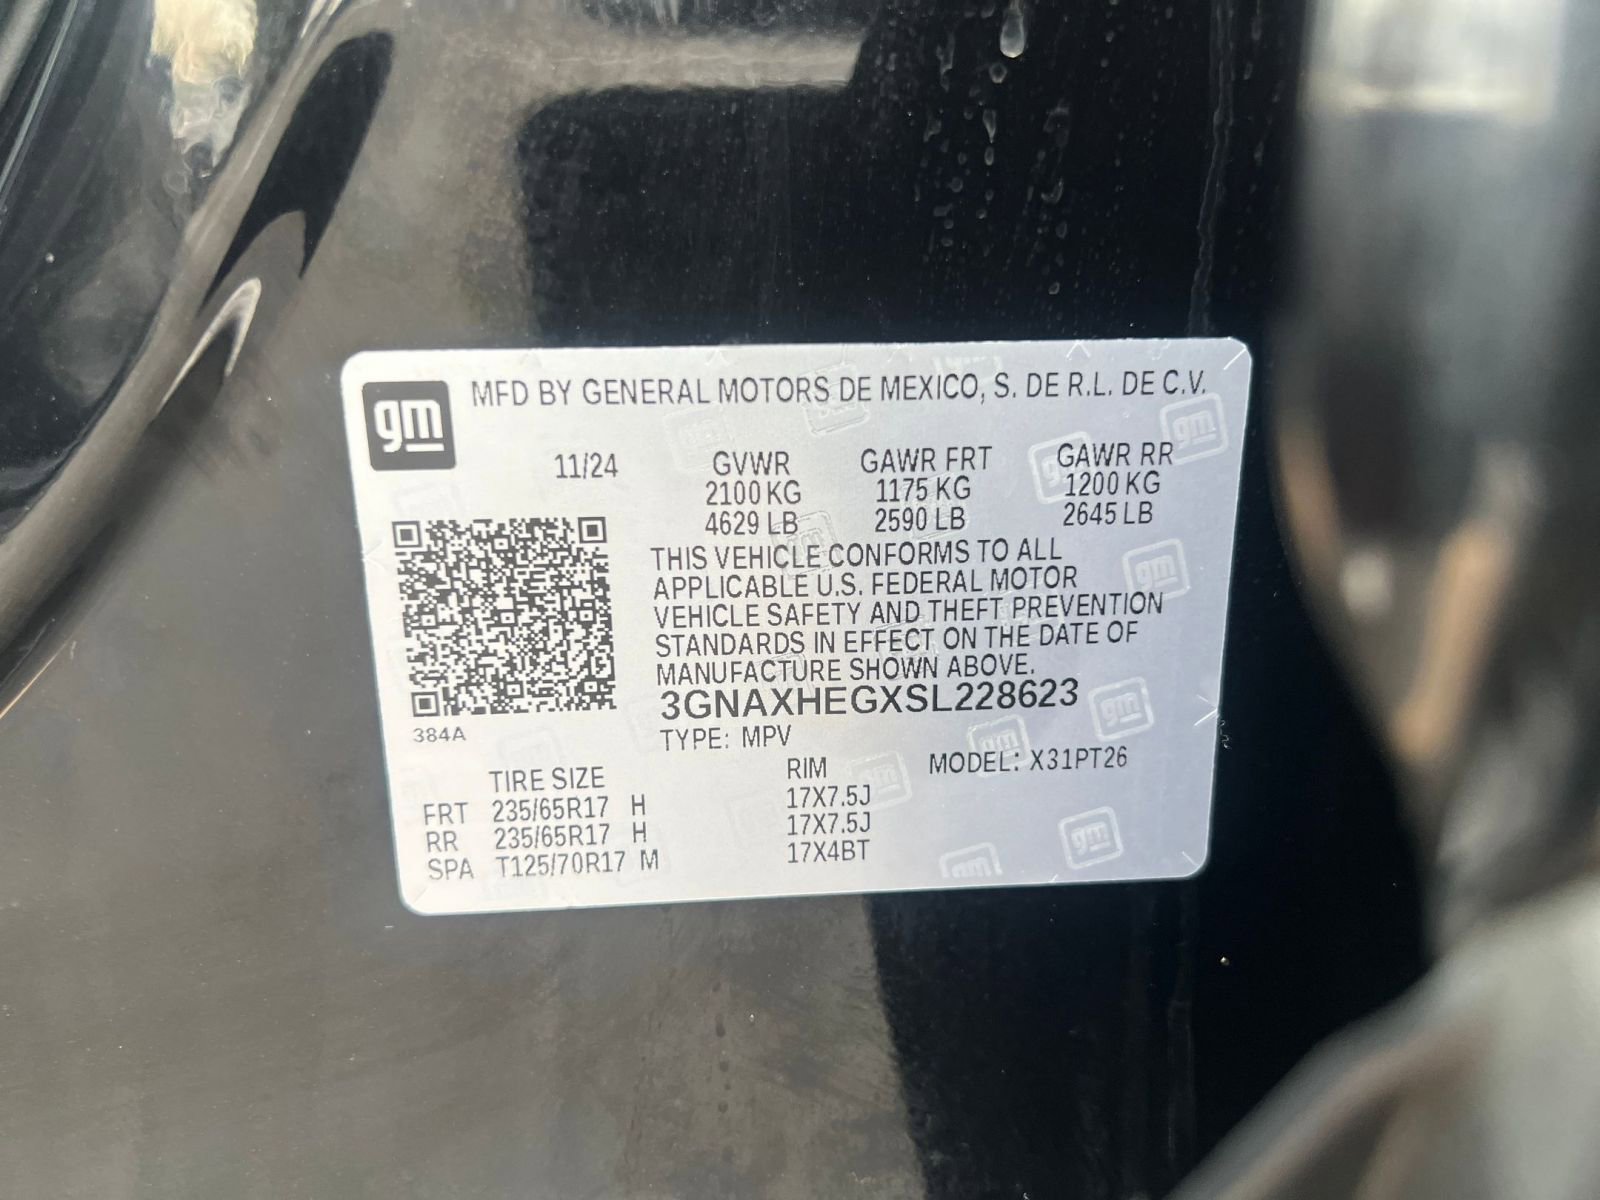 gm MFD BY GENERAL MOTORS DE MEXICO, S. DE R.L. DE C.V.
11/24 GVWR GAWR FRT GAWR RR
2100 KG 1175 KG 1200 KG
4629 LB 2590 LB 2645 LB
THIS VEHICLE CONFORMS TO ALL
APPLICABLE U.S. FEDERAL MOTOR
VEHICLE SAFETY AND THEFT PREVENTION
STANDARDS IN EFFECT ON THE DATE OF
MANUFACTURE SHOWN ABOVE.
3GNAXHEGXSL228623
384A TYPE: MPV
TIRE SIZE RIM MODEL: X31PT26
FRT 235/65R17 H 17X7.5J
RR 235/65R17 H 17X7.5J
SPA T125/70R17 M 17X4BT